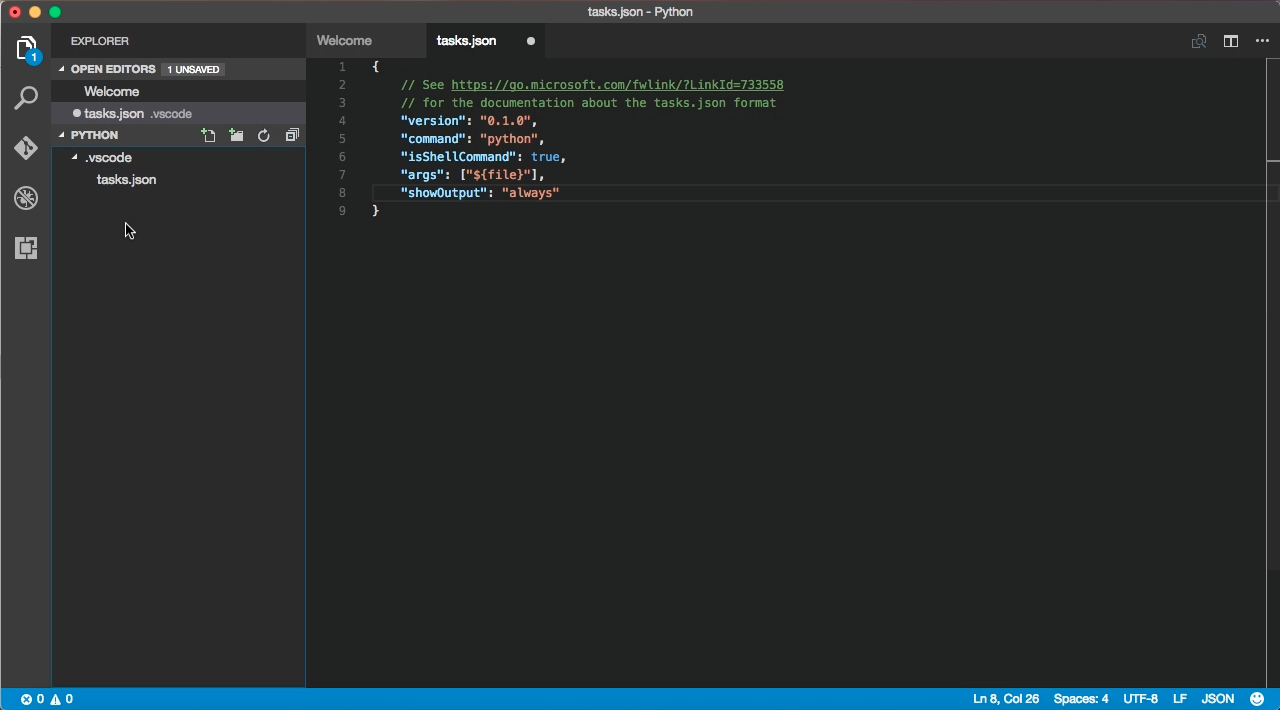 tasks.json - Python
1
EXPLORER
OPEN EDITORS 1 UNSAVED
Welcome
tasks.json .vscode
PYTHON
.vscode
tasks.json
Welcome tasks.json
1 {
2 // See https://go.microsoft.com/fwlink/?LinkId=733558
3 // for the documentation about the tasks.json format
4 "version": "0.1.0",
5 "command": "python",
6 "isShellCommand": true,
7 "args": ["${file}"],
8 "showOutput": "always"
9 }
0 0 Ln 8, Col 26 Spaces: 4 UTF-8 LF JSON